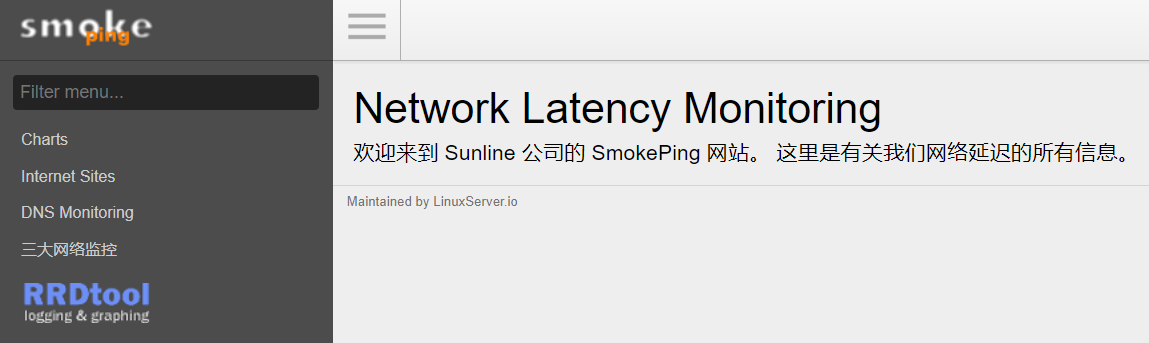 smoke
ping
Filter menu...
Charts
Internet Sites
DNS Monitoring
三大网络监控
RRDtool
logging & graphing
Network Latency Monitoring
欢迎来到 Sunline 公司的 SmokePing 网站。 这里是有关我们网络延迟的所有信息。
Maintained by LinuxServer.io